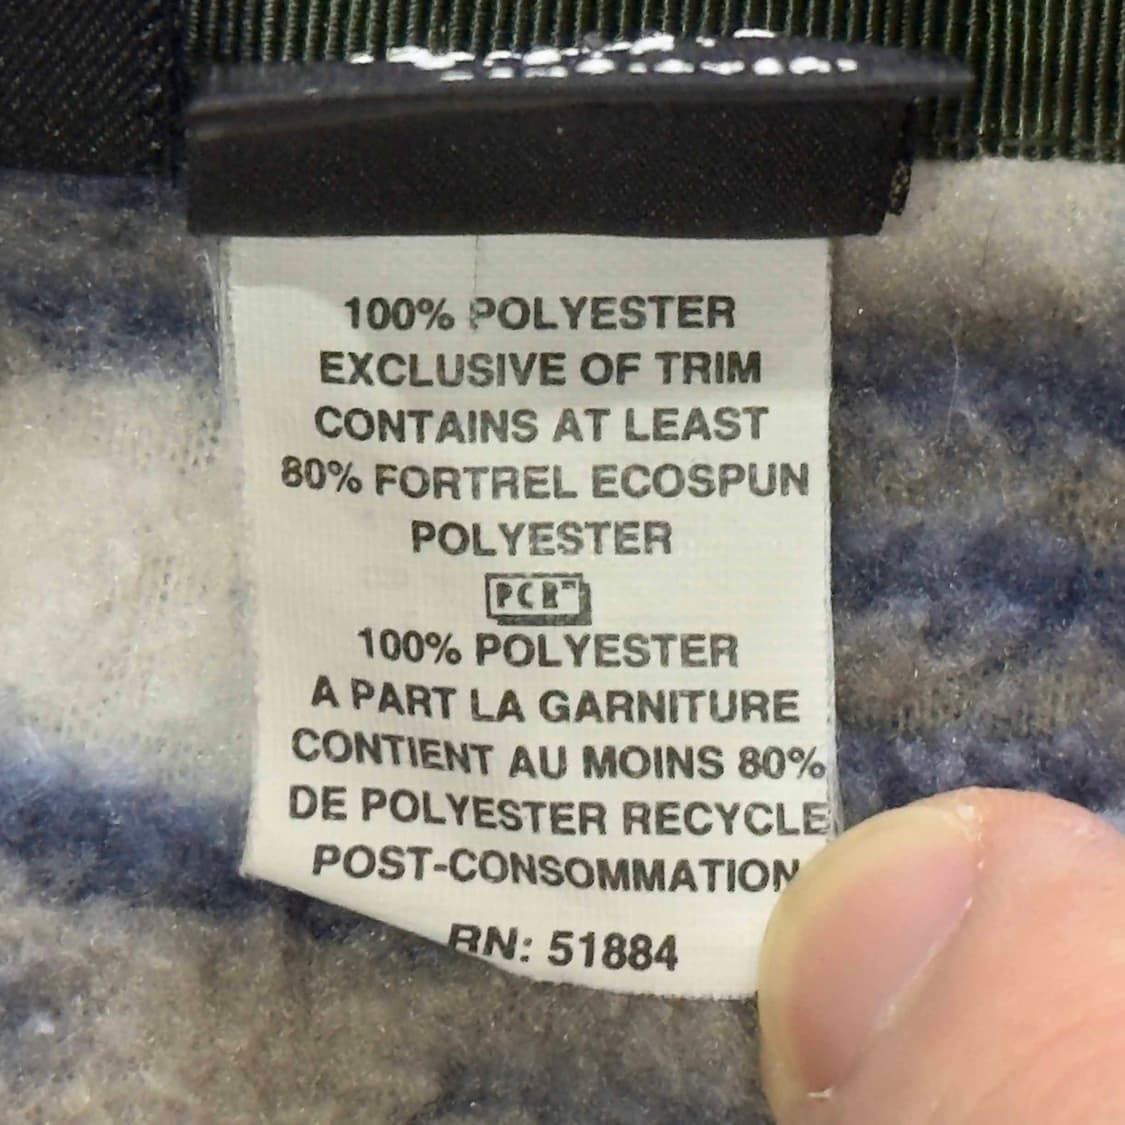 100% POLYESTER
EXCLUSIVE OF TRIM
CONTAINS AT LEAST
80% FORTREL ECOSPUN
POLYESTER
PCR™
100% POLYESTER
A PART LA GARNITURE
CONTIENT AU MOINS 80%
DE POLYESTER RECYCLE
POST-CONSOMMATION
RN: 51884